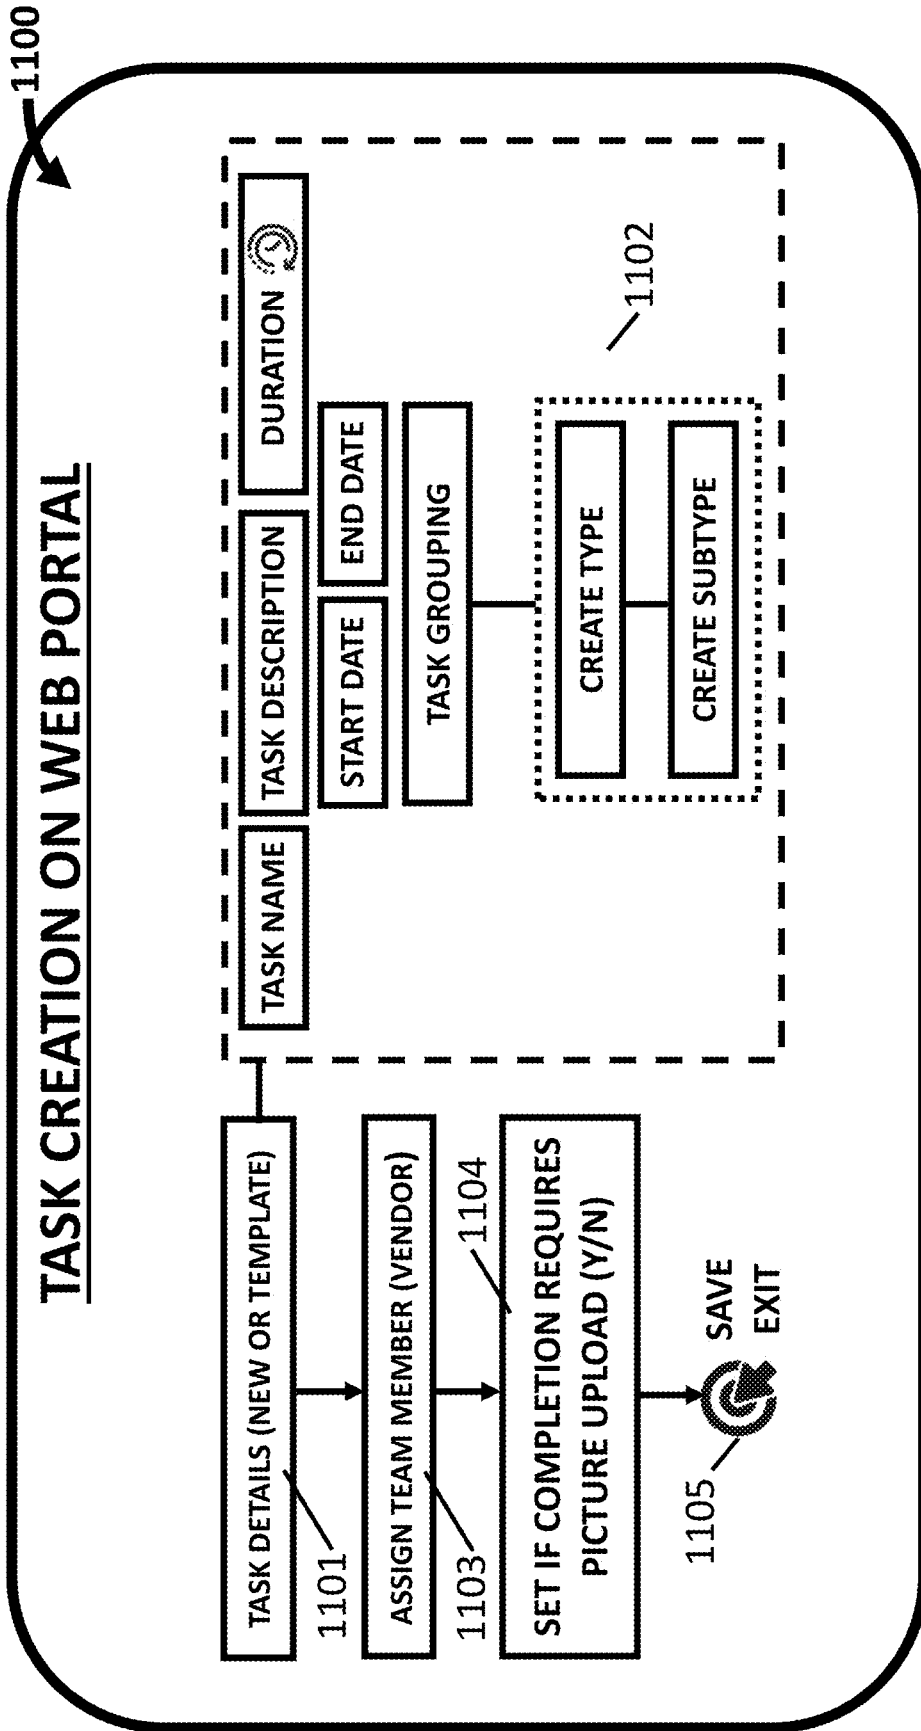 TASK CREATION ON WEB PORTAL
1100
TASK DETAILS (NEW OR TEMPLATE)
1101
ASSIGN TEAM MEMBER (VENDOR)
1103
1104
SET IF COMPLETION REQUIRES
PICTURE UPLOAD (Y/N)
1105
SAVE
EXIT
TASK NAME
TASK DESCRIPTION
DURATION
START DATE
END DATE
TASK GROUPING
1102
CREATE TYPE
CREATE SUBTYPE